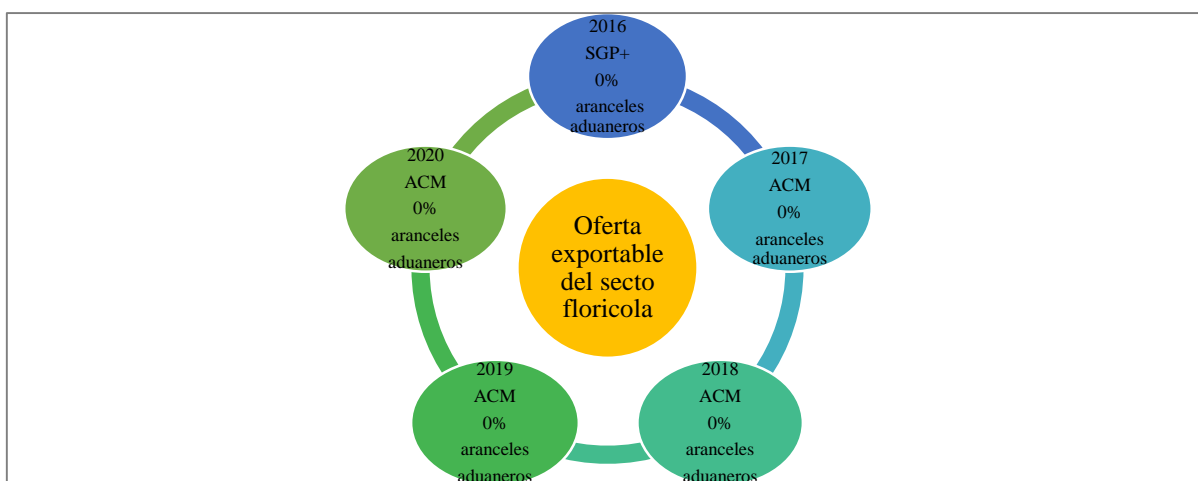 2016
SGP+
0%
aranceles
aduaneros
2017
ACM
0%
aranceles
aduaneros
2018
ACM
0%
aranceles
aduaneros
2019
ACM
0%
aranceles
aduaneros
2020
ACM
0%
aranceles
aduaneros
Oferta
exportable
del secto
floricola